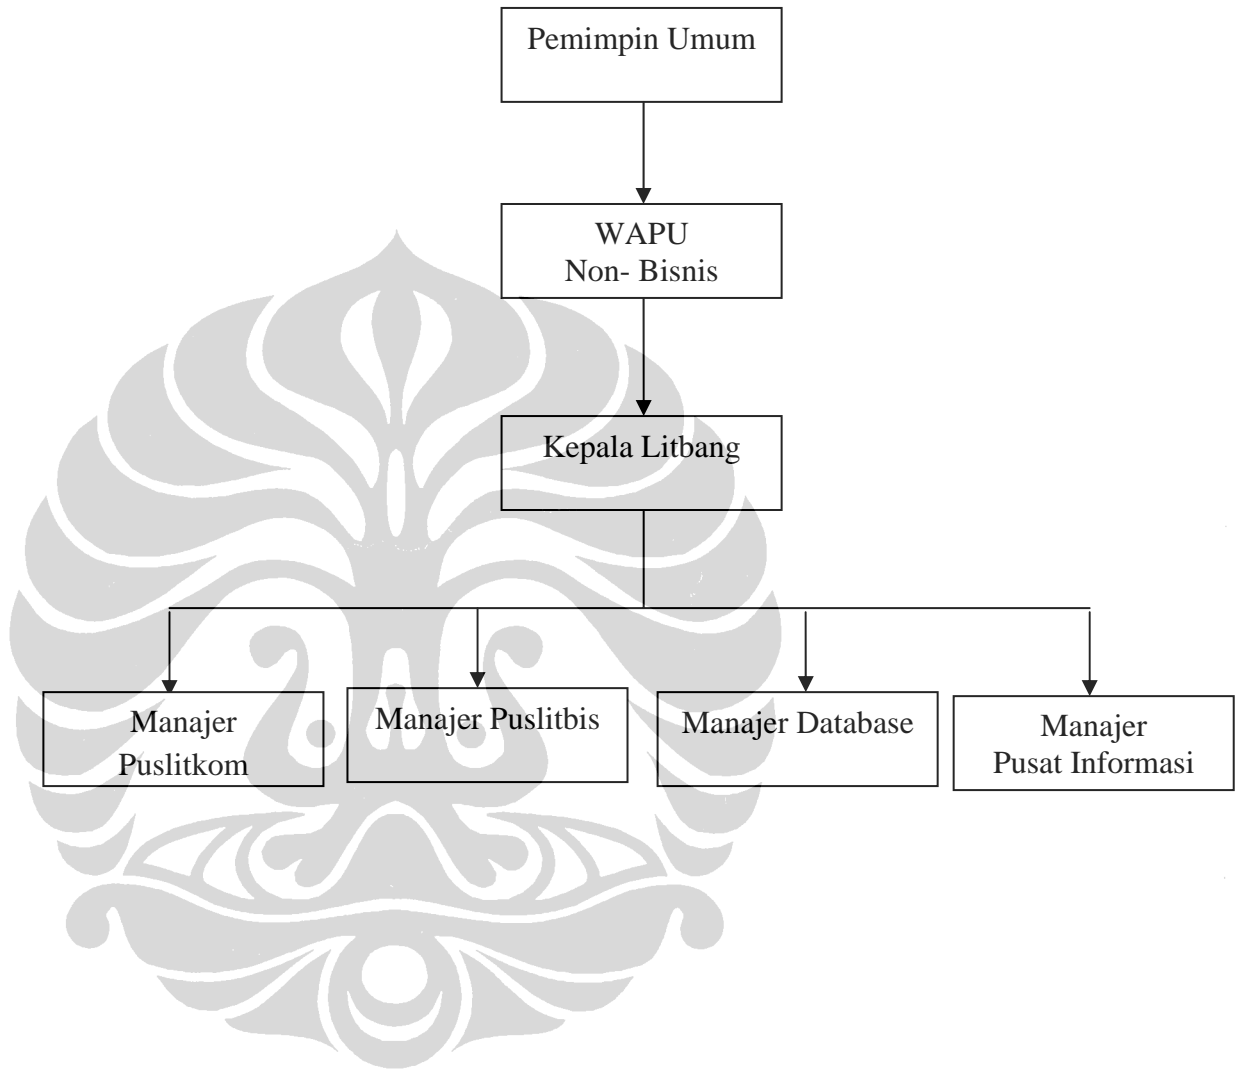 Pemimpin Umum
WAPU
Non- Bisnis
Kepala Litbang
Manajer
Puslitkom
Manajer Puslitbis
Manajer Database
Manajer
Pusat Informasi